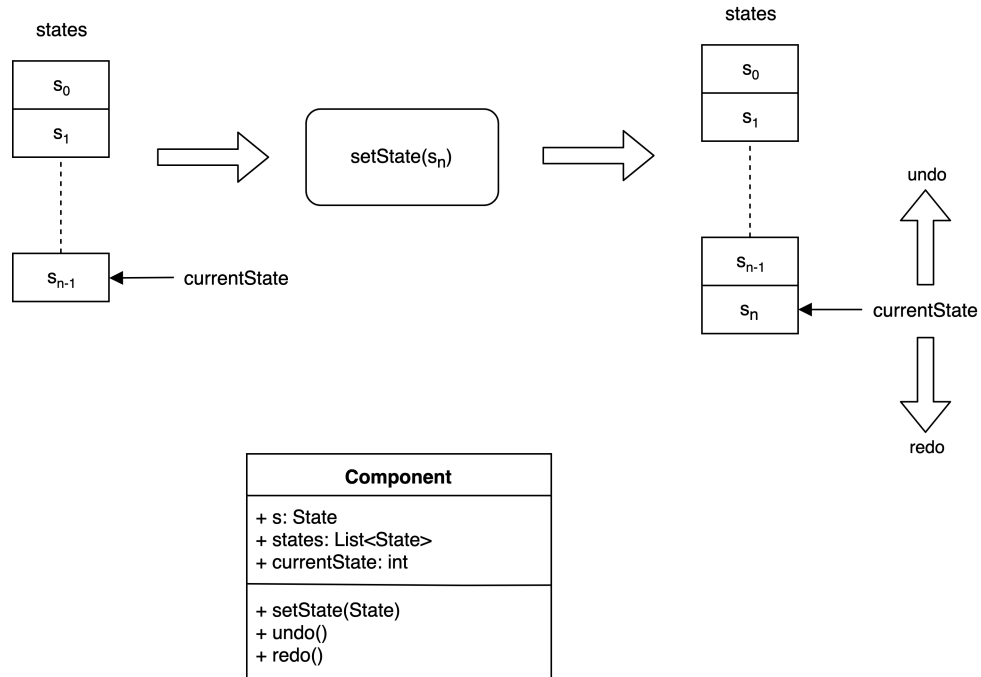 states
s0
s1
sn-1
currentState
setState(sn)
states
s0
s1
sn-1
sn
currentState
undo
redo
Component
+ s: State
+ states: List<State>
+ currentState: int
+ setState(State)
+ undo()
+ redo()